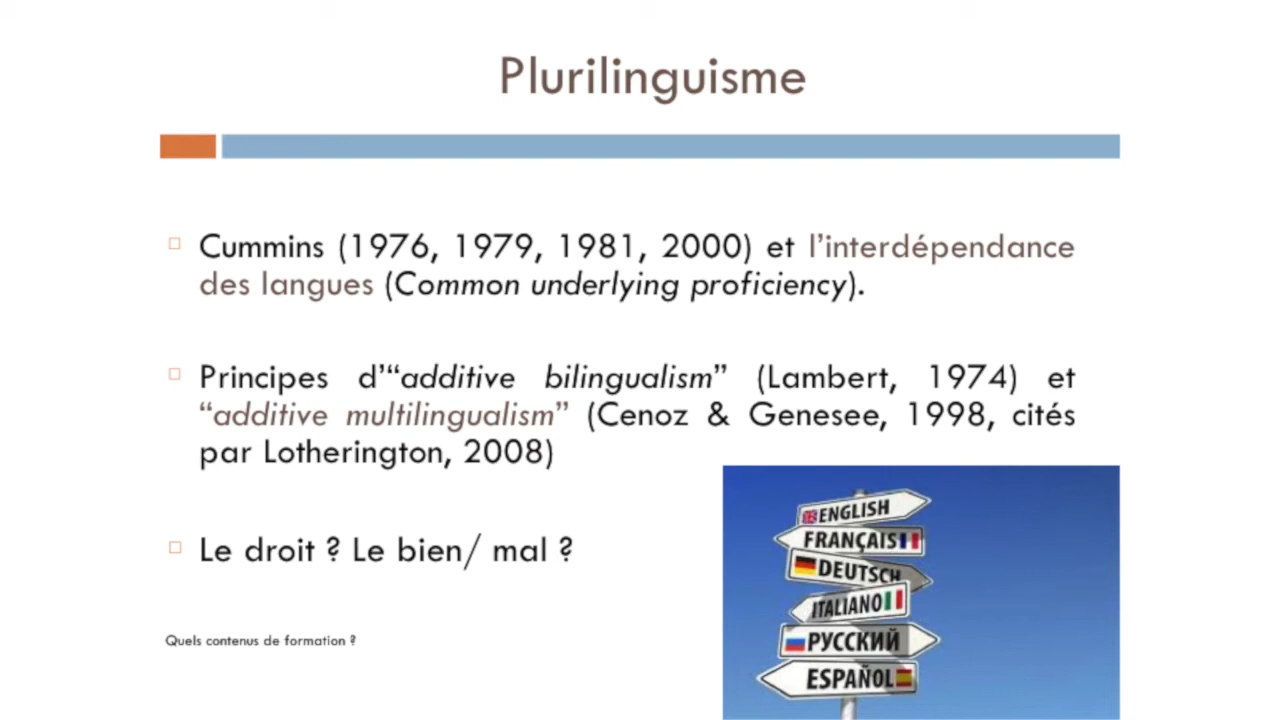 Plurilinguisme
Cummins (1976, 1979, 1981, 2000) et l’interdépendance
des langues (Common underlying proficiency).
Principes d’“additive bilingualism” (Lambert, 1974) et
“additive multilingualism” (Cenoz & Genesee, 1998, cités
par Lotherington, 2008)
Le droit ? Le bien/ mal ?
Quels contenus de formation ?
ENGLISH
FRANÇAIS
DEUTSCH
ITALIANO
РУССКИЙ
ESPAÑOL